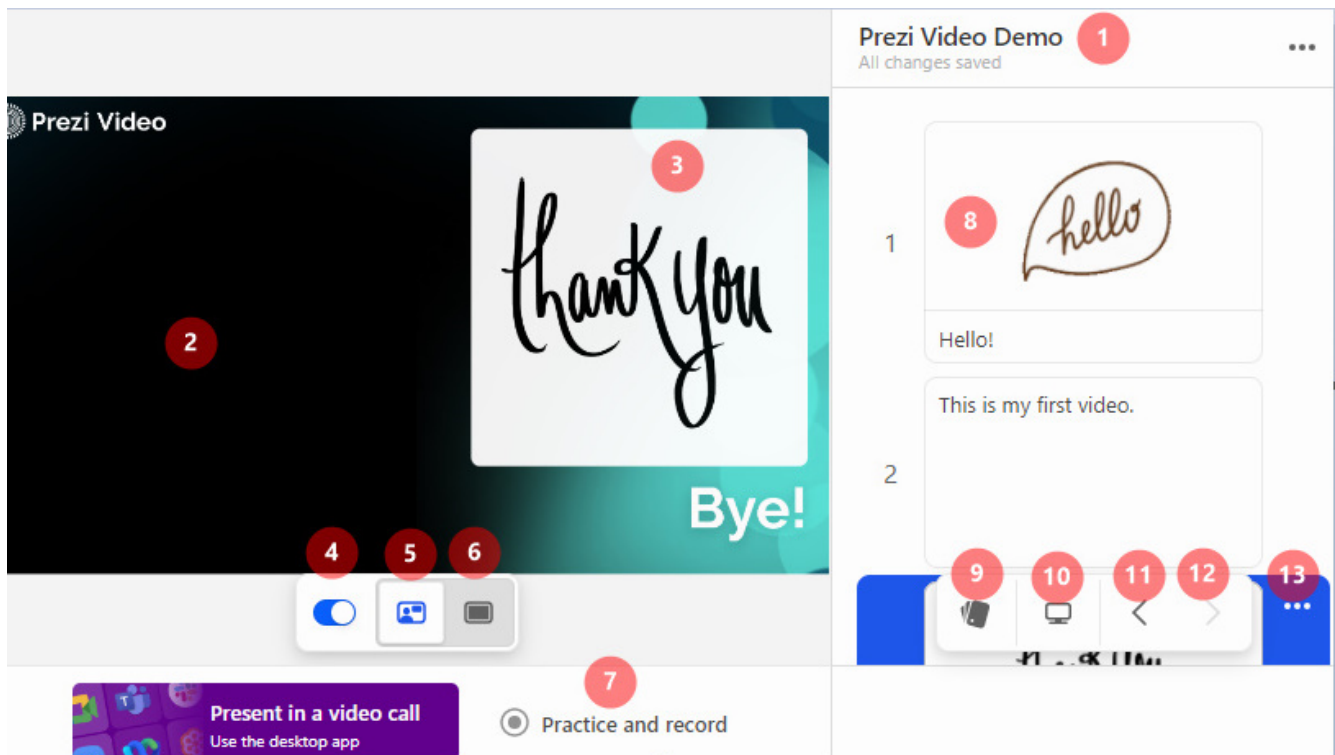 Prezi Video Demo 1
All changes saved
Prezi Video
3
thank you
2
Bye!
4 5 6
8
hello
1
Hello!
This is my first video.
2
9 10 11 12 13
7
Present in a video call
Use the desktop app
Practice and record